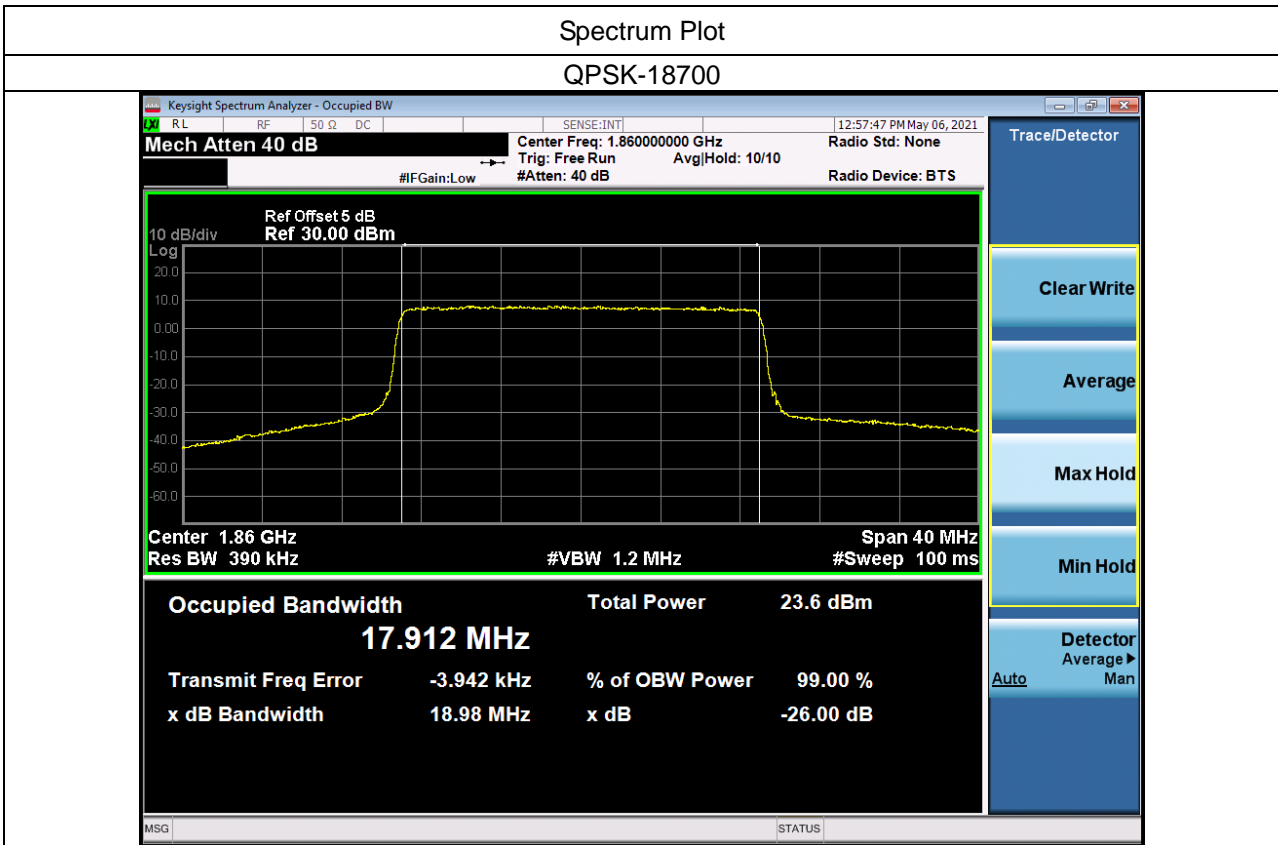 Spectrum Plot
QPSK-18700
Keysight Spectrum Analyzer - Occupied BW
LXI RL RF 50 Ω DC SENSE:INT 12:57:47 PM May 06, 2021
Mech Atten 40 dB Center Freq: 1.860000000 GHz Radio Std: None Trace/Detector
Trig: Free Run Avg|Hold: 10/10
#IFGain:Low #Atten: 40 dB Radio Device: BTS
Ref Offset 5 dB
10 dB/div Ref 30.00 dBm
Log
20.0
10.0
0.00
-10.0
-20.0
-30.0
-40.0
-50.0
-60.0
Center 1.86 GHz Span 40 MHz
Res BW 390 kHz #VBW 1.2 MHz #Sweep 100 ms
Clear Write
Average
Max Hold
Min Hold
Detector
Average
Auto Man
Occupied Bandwidth Total Power 23.6 dBm
17.912 MHz
Transmit Freq Error -3.942 kHz % of OBW Power 99.00 %
x dB Bandwidth 18.98 MHz x dB -26.00 dB
MSG STATUS